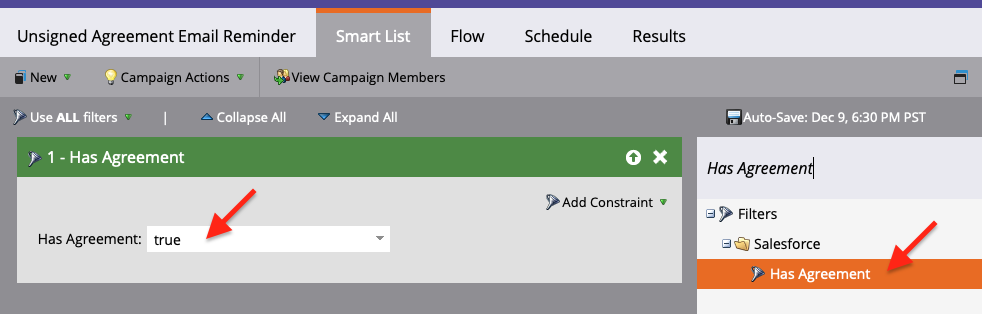 Unsigned Agreement Email Reminder Smart List Flow Schedule Results
New Campaign Actions View Campaign Members
Use ALL filters | Collapse All Expand All Auto-Save: Dec 9, 6:30 PM PST
1 - Has Agreement
Add Constraint
Has Agreement: true
Has Agreement
Filters
Salesforce
Has Agreement